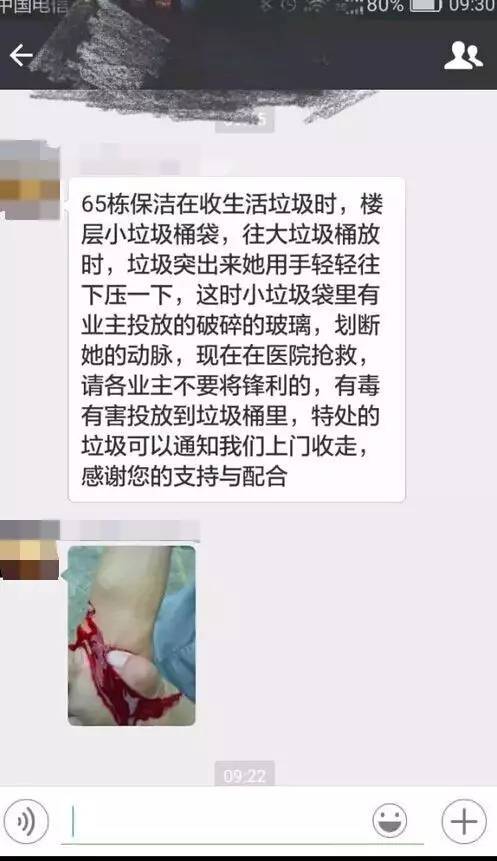 中国电信 80% 09:30
65栋保洁在收生活垃圾时，楼
层小垃圾桶袋，往大垃圾桶放
时，垃圾突出来她用手轻轻往
下压一下，这时小垃圾袋里有
业主投放的破碎的玻璃，划断
她的动脉，现在在医院抢救，
请各业主不要将锋利的，有毒
有害投放到垃圾桶里，特处的
垃圾可以通知我们上门收走，
感谢您的支持与配合
09:22